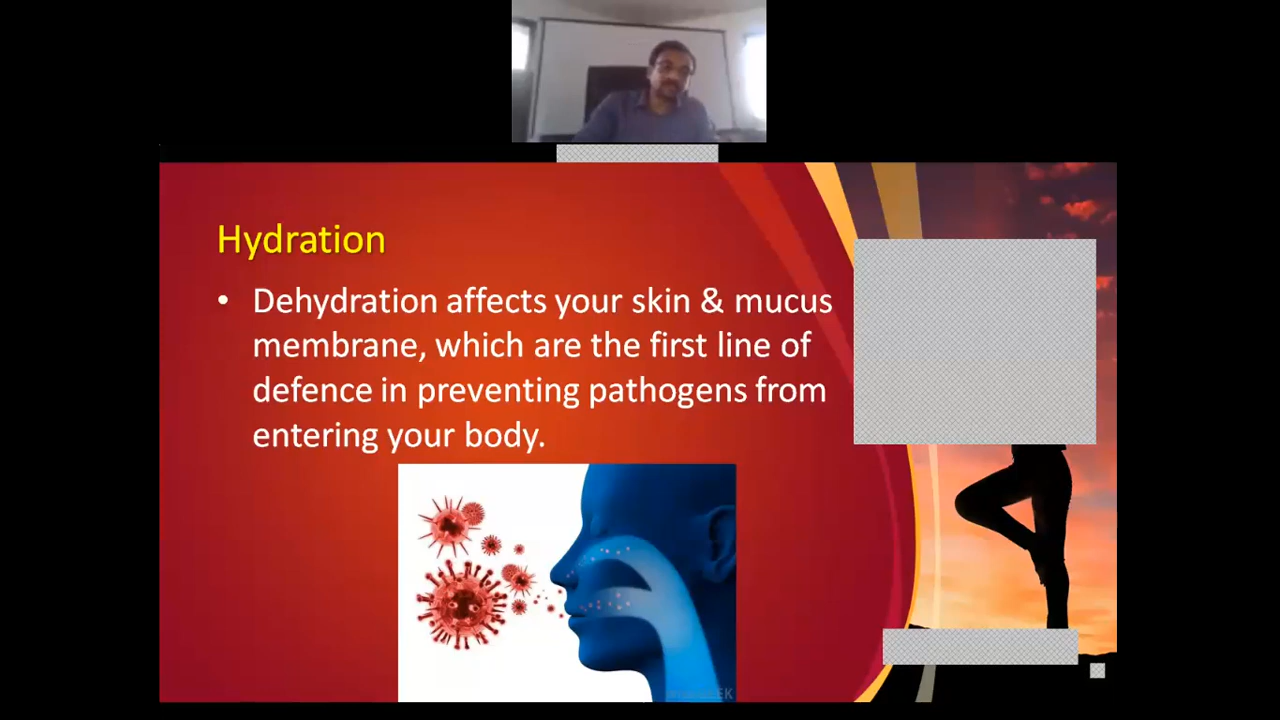 Hydration
• Dehydration affects your skin & mucus
membrane, which are the first line of
defence in preventing pathogens from
entering your body.